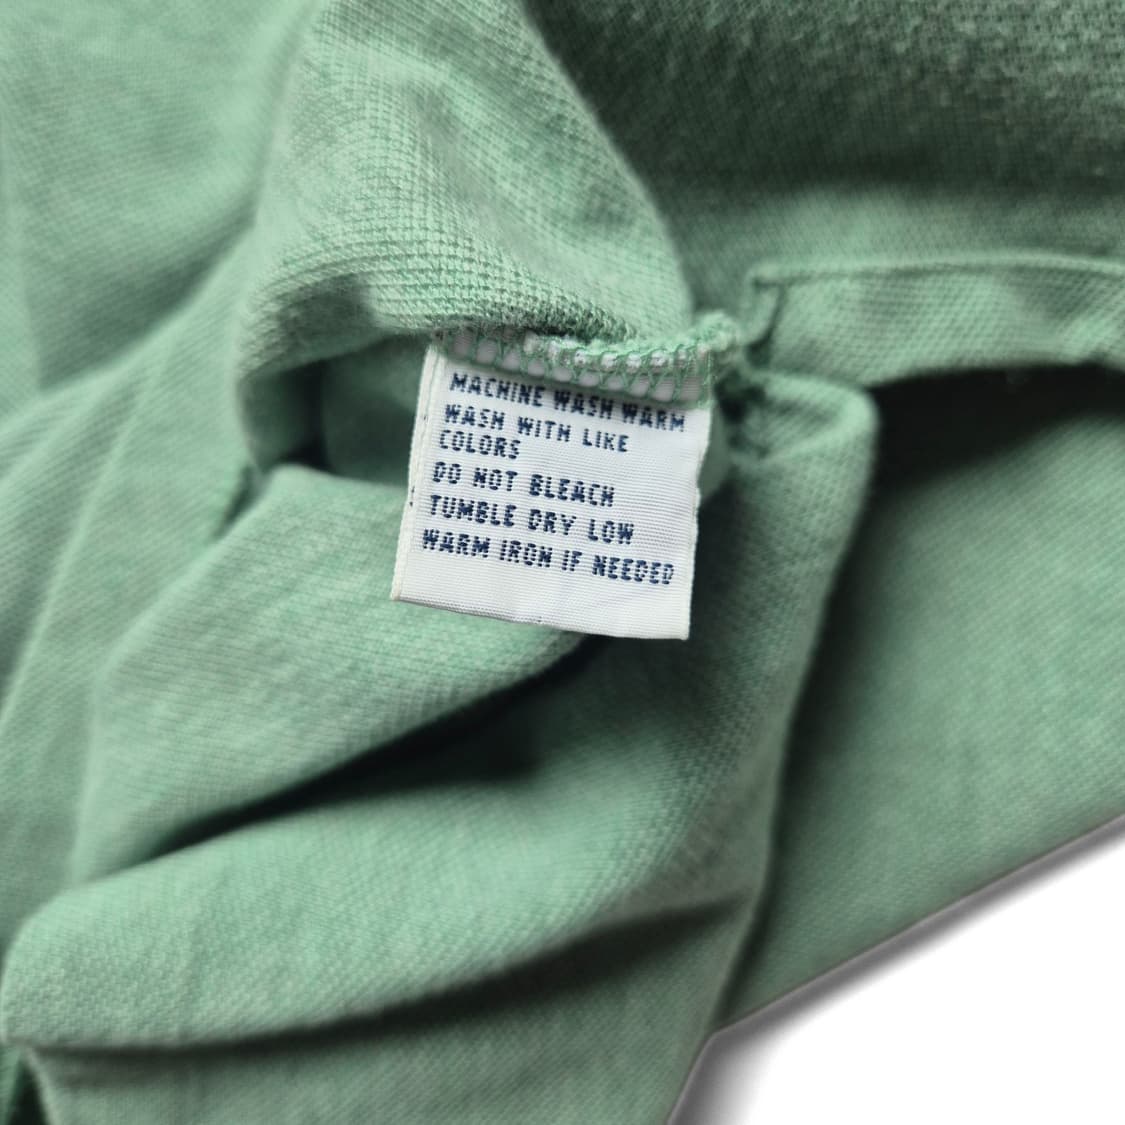 MACHINE WASH WARM
WASH WITH LIKE
COLORS
DO NOT BLEACH
TUMBLE DRY LOW
WARM IRON IF NEEDED